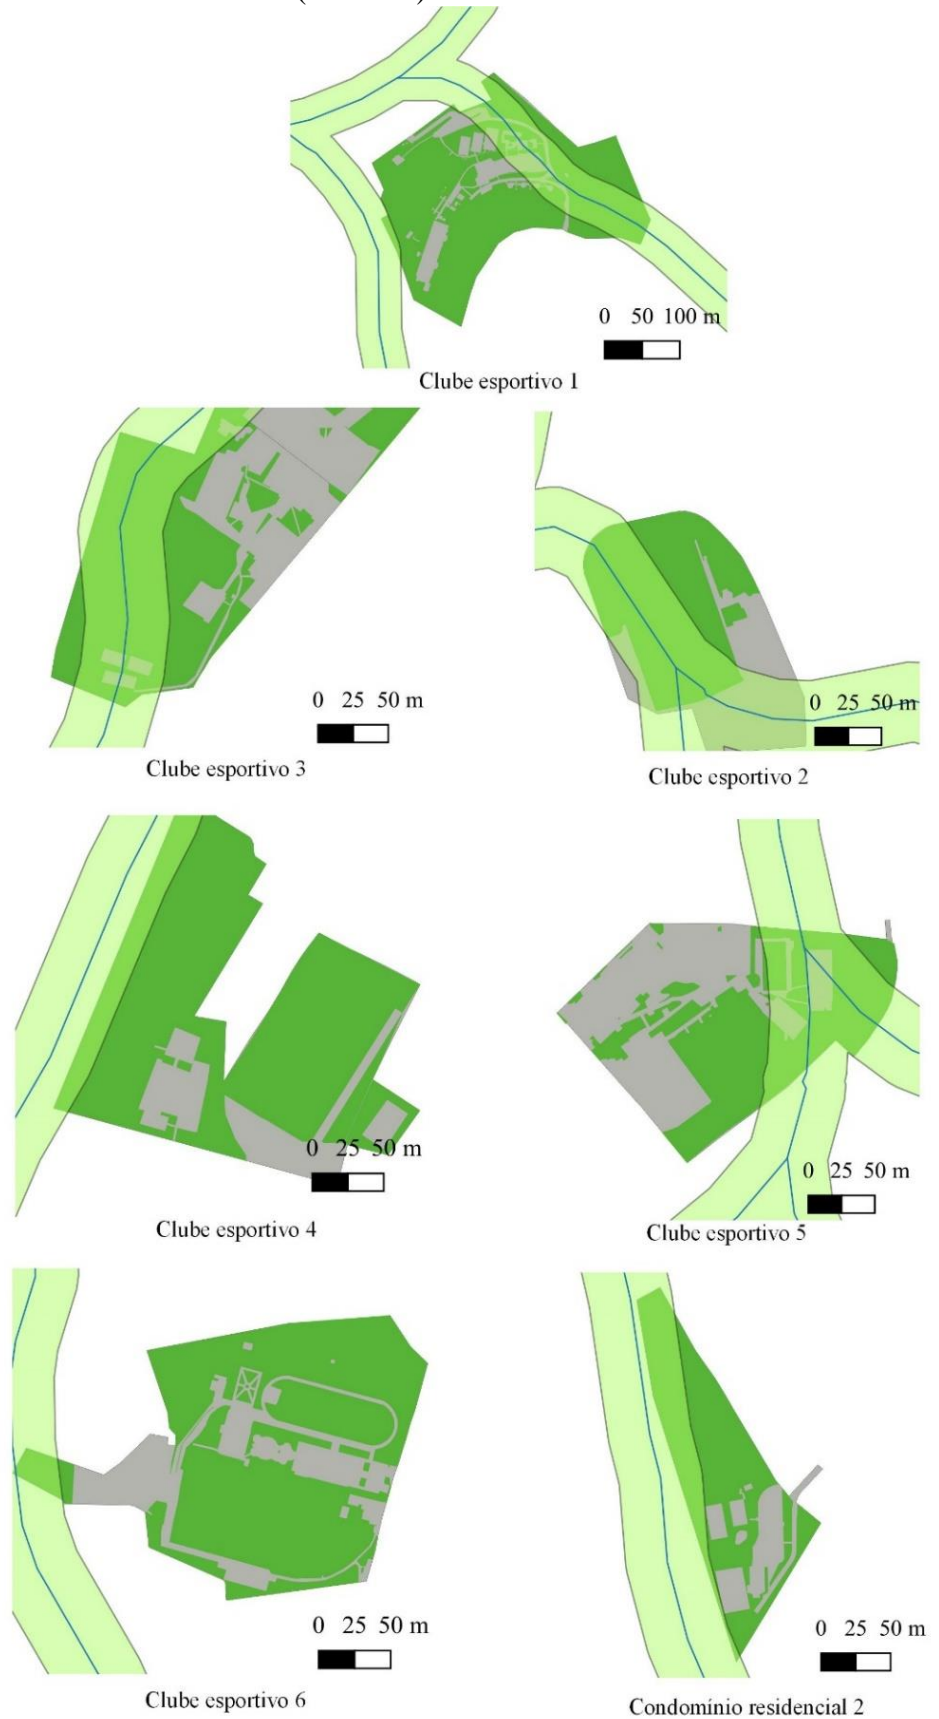 0 50 100 m
Clube esportivo 1
0 25 50 m
Clube esportivo 3
0 25 50 m
Clube esportivo 2
0 25 50 m
Clube esportivo 4
0 25 50 m
Clube esportivo 5
0 25 50 m
Clube esportivo 6
0 25 50 m
Condomínio residencial 2